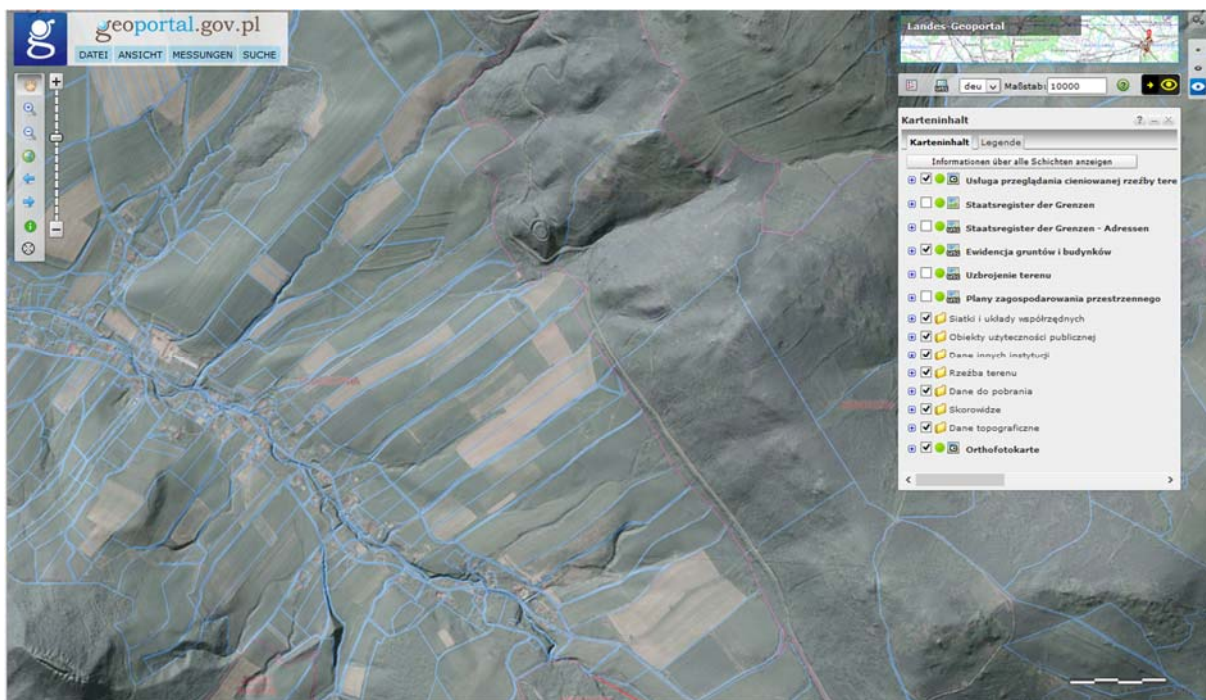 geoportal.gov.pl
DATEI ANSICHT MESSUNGEN SUCHE
Landes-Geoportal
deu Maßstab: 10000
Karteninhalt
Karteninhalt Legende
Informationen über alle Schichten anzeigen
Usługa przeglądania cieniowanej rzeźby tere
Staatsregister der Grenzen
Staatsregister der Grenzen - Adressen
Ewidencja gruntów i budynków
Uzbrojenie terenu
Plany zagospodarowania przestrzennego
Siatki i układy współrzędnych
Obiekty użyteczności publicznej
Dane innych instytucji
Rzeźba terenu
Dane do pobrania
Skorowidze
Dane topograficzne
Orthofotokarte